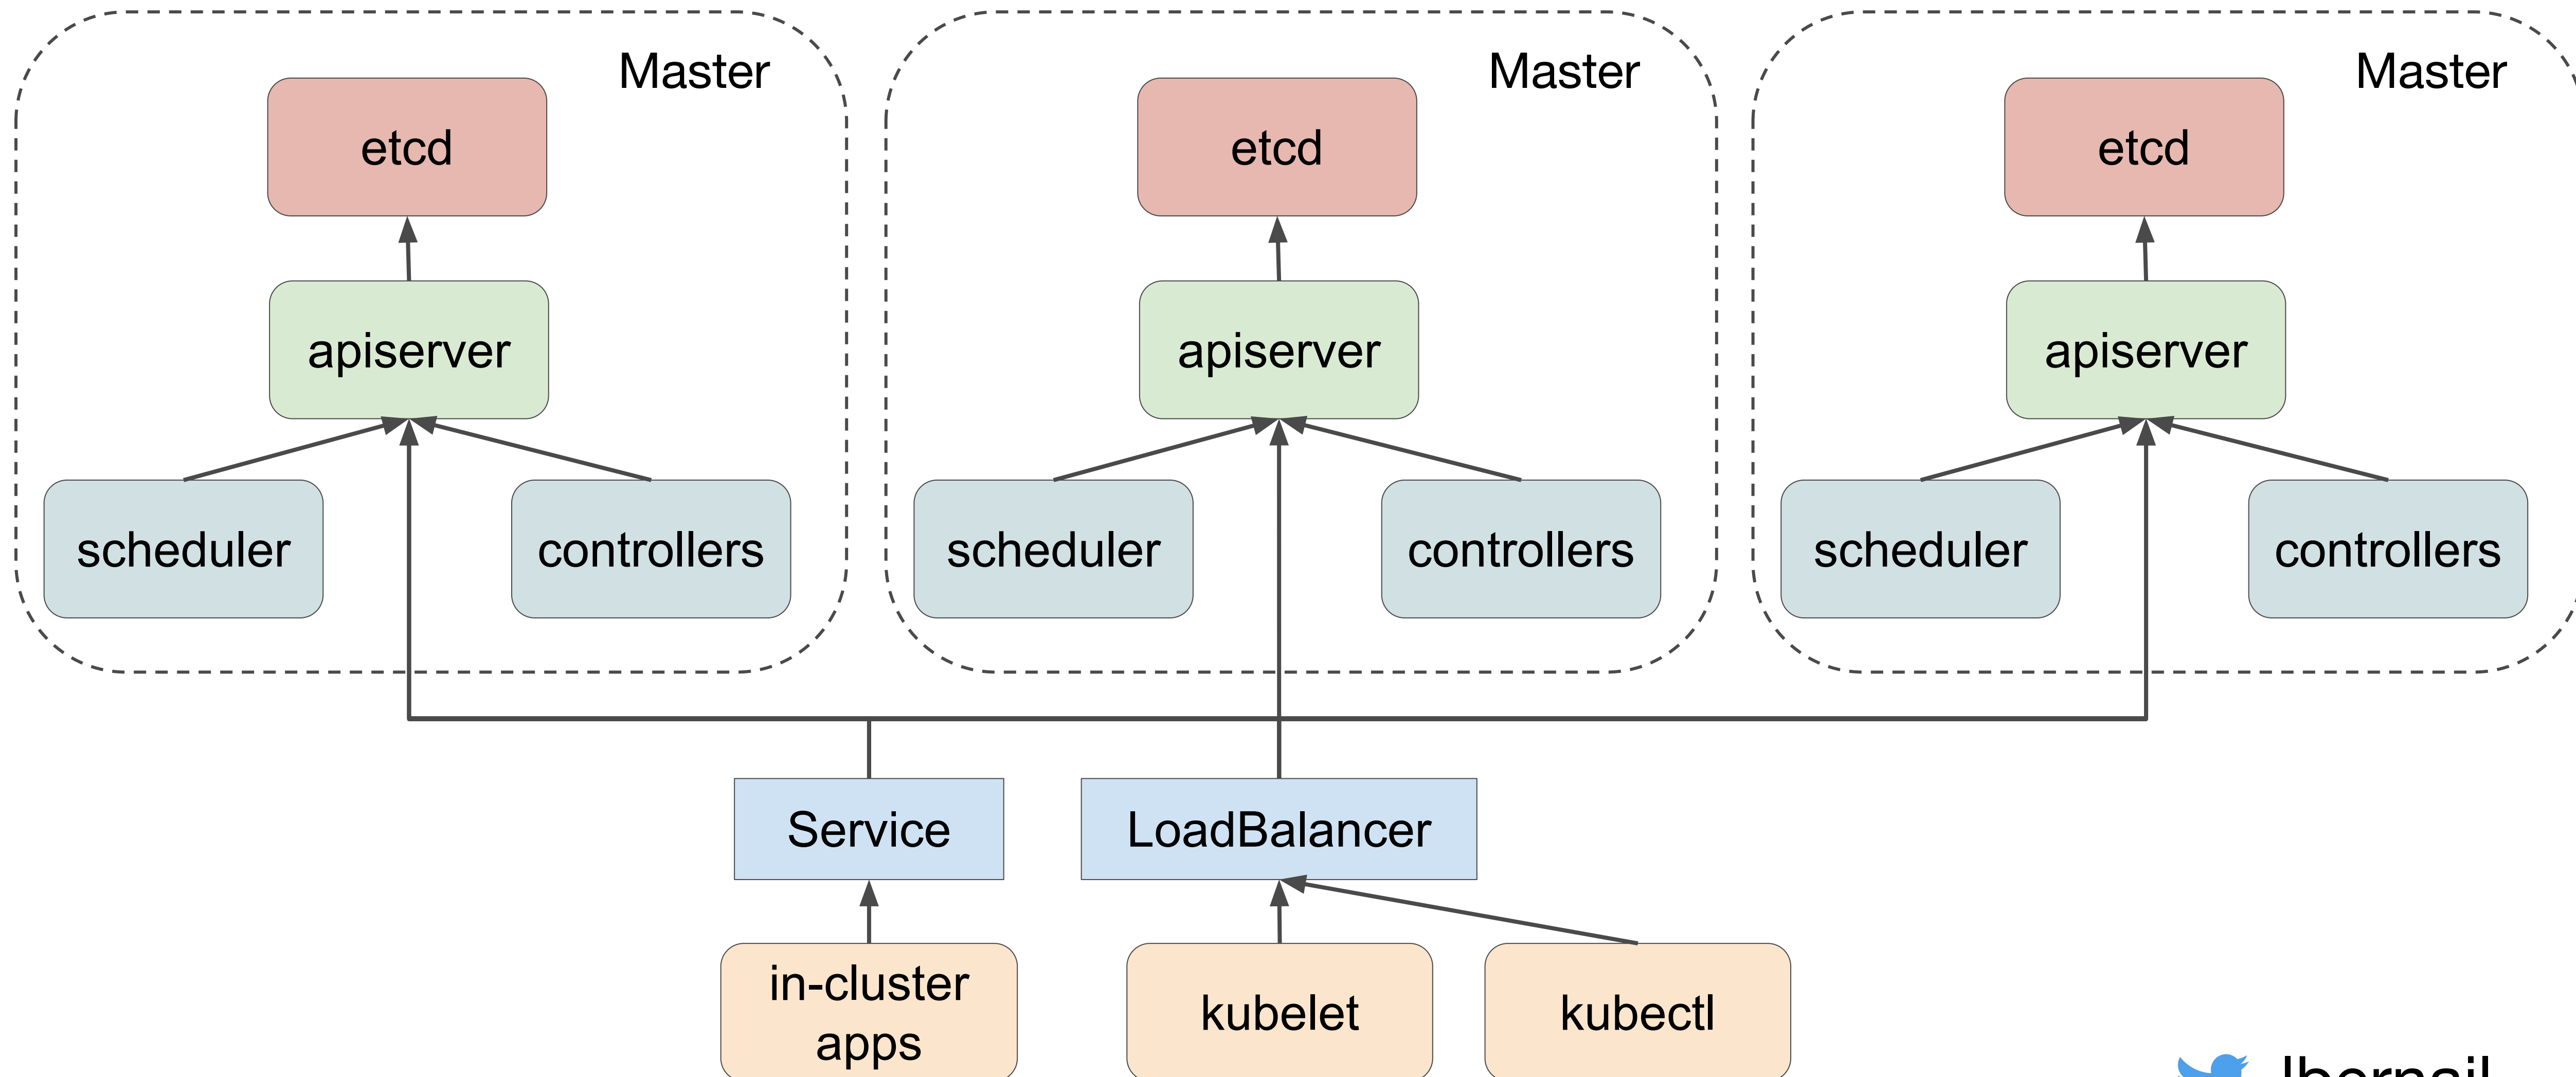 Master
Master
Master
etcd
etcd
etcd
apiserver
apiserver
apiserver
scheduler
controllers
scheduler
controllers
scheduler
controllers
Service
LoadBalancer
in-cluster
apps
kubelet
kubectl
lbernail